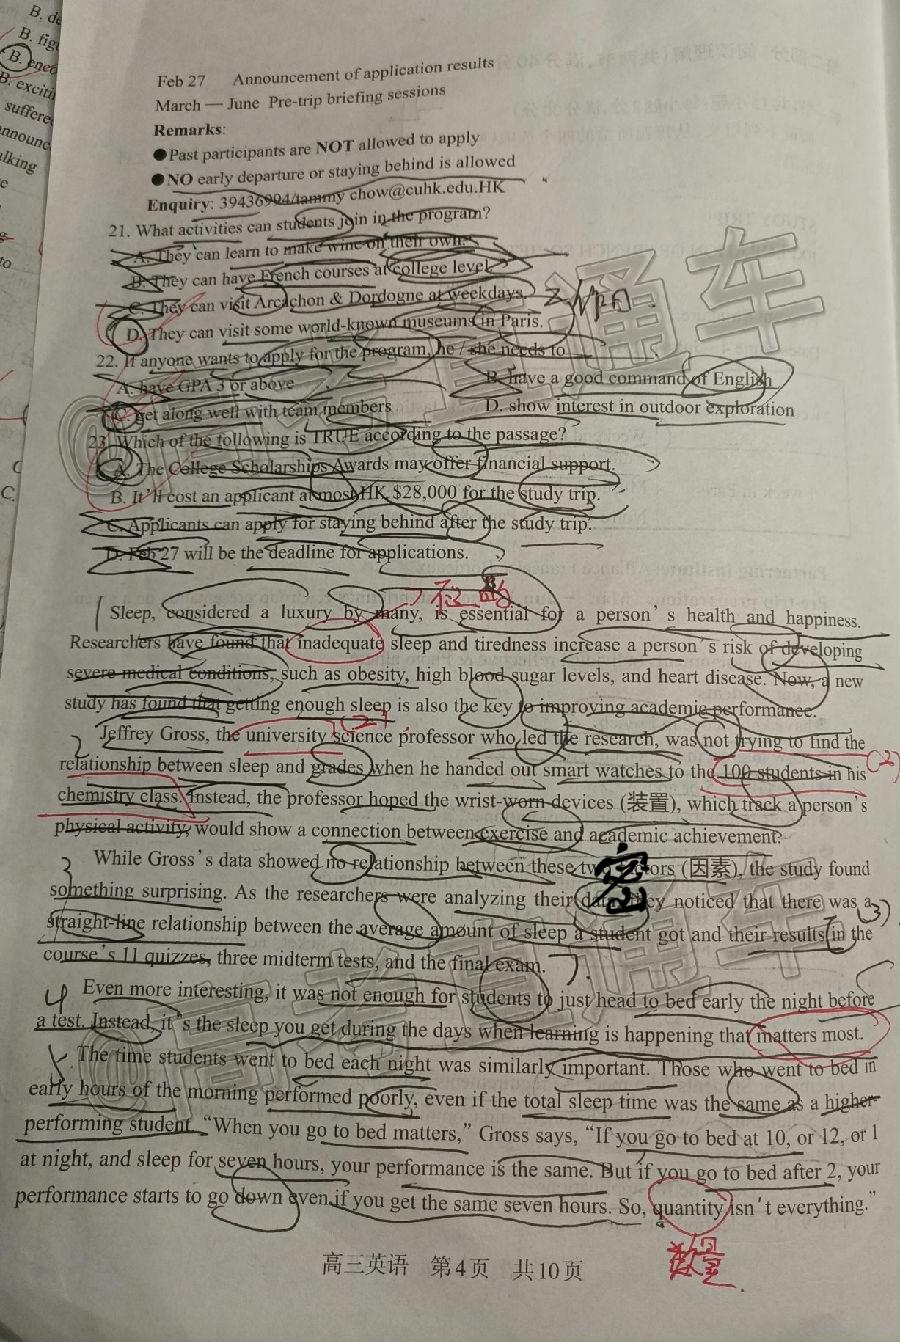 B. de
B. fig
B. ened
B. exciti
suffere
nnounc
lking
Feb 27 Announcement of application results
March — June Pre-trip briefing sessions
Remarks:
●Past participants are NOT allowed to apply
●NO early departure or staying behind is allowed
Enquiry: 39436904/tammy chow@cuhk.edu.HK
21. What activities can students join in the program?
A. They can learn to make wine on their own.
B. They can have French courses at college level.
C. They can visit Arcachon & Dordogne at weekdays.
D. They can visit some world-known museums in Paris.
22. If anyone wants to apply for the program, he / she needs to
A. have GPA 3 or above B. have a good command of English
C. get along well with team members D. show interest in outdoor exploration
23. Which of the following is TRUE according to the passage?
A. The College Scholarships Awards may offer financial support.
B. It'll cost an applicant at most HK $28,000 for the study trip.
C. Applicants can apply for staying behind after the study trip.
D. Feb 27 will be the deadline for applications.
B
Sleep, considered a luxury by many, is essential for a person's health and happiness.
Researchers have found that inadequate sleep and tiredness increase a person's risk of developing
severe medical conditions, such as obesity, high blood sugar levels, and heart disease. Now, a new
study has found that getting enough sleep is also the key to improving academic performance.
Jeffrey Gross, the university science professor who led the research, was not trying to find the
relationship between sleep and grades when he handed out smart watches to the 100 students in his
chemistry class. Instead, the professor hoped the wrist-worn devices (装置), which track a person's
physical activity, would show a connection between exercise and academic achievement.
While Gross's data showed no relationship between these two factors (因素), the study found
something surprising. As the researchers were analyzing their data, they noticed that there was a
straight-line relationship between the average amount of sleep a student got and their results in the
course's 11 quizzes, three midterm tests, and the final exam.
Even more interesting, it was not enough for students to just head to bed early the night before
a test. Instead, it's the sleep you get during the days when learning is happening that matters most.
The time students went to bed each night was similarly important. Those who went to bed in
early hours of the morning performed poorly, even if the total sleep time was the same as a higher-
performing student. “When you go to bed matters,” Gross says, “If you go to bed at 10, or 12, or 1
at night, and sleep for seven hours, your performance is the same. But if you go to bed after 2, your
performance starts to go down even if you get the same seven hours. So, quantity isn't everything.”
数量
高三英语 第4页 共10页